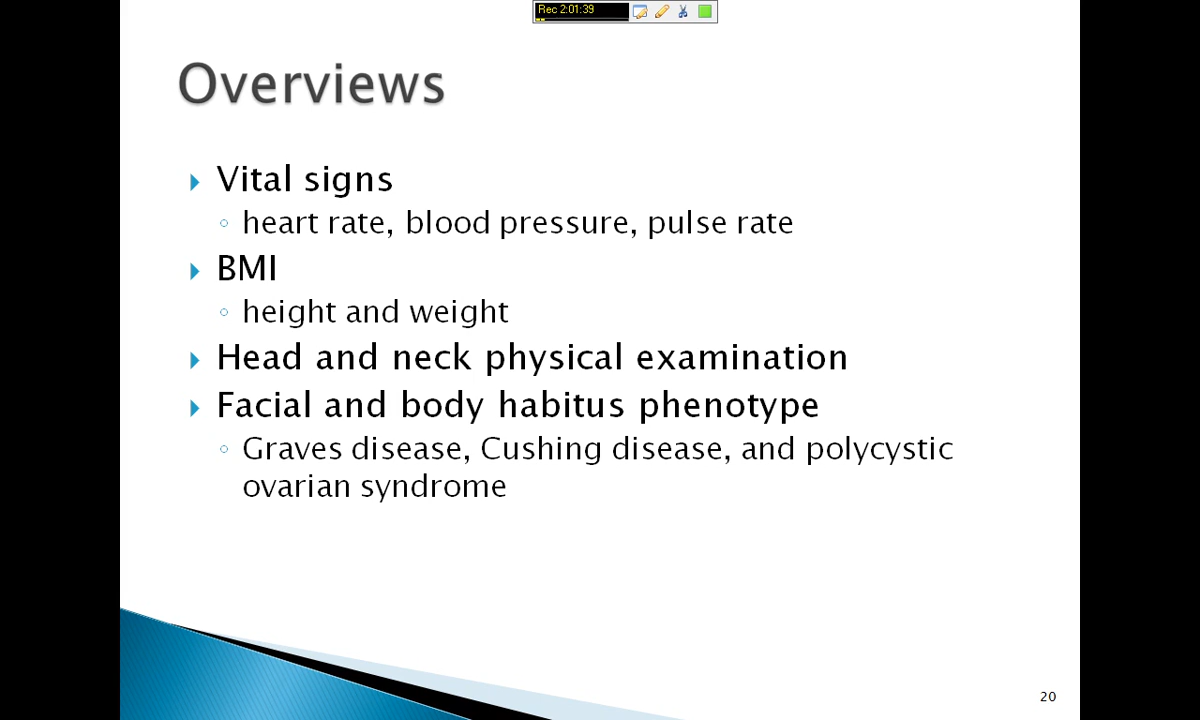 Rec 2:01:39
Overviews
Vital signs
heart rate, blood pressure, pulse rate
BMI
height and weight
Head and neck physical examination
Facial and body habitus phenotype
Graves disease, Cushing disease, and polycystic
ovarian syndrome
20